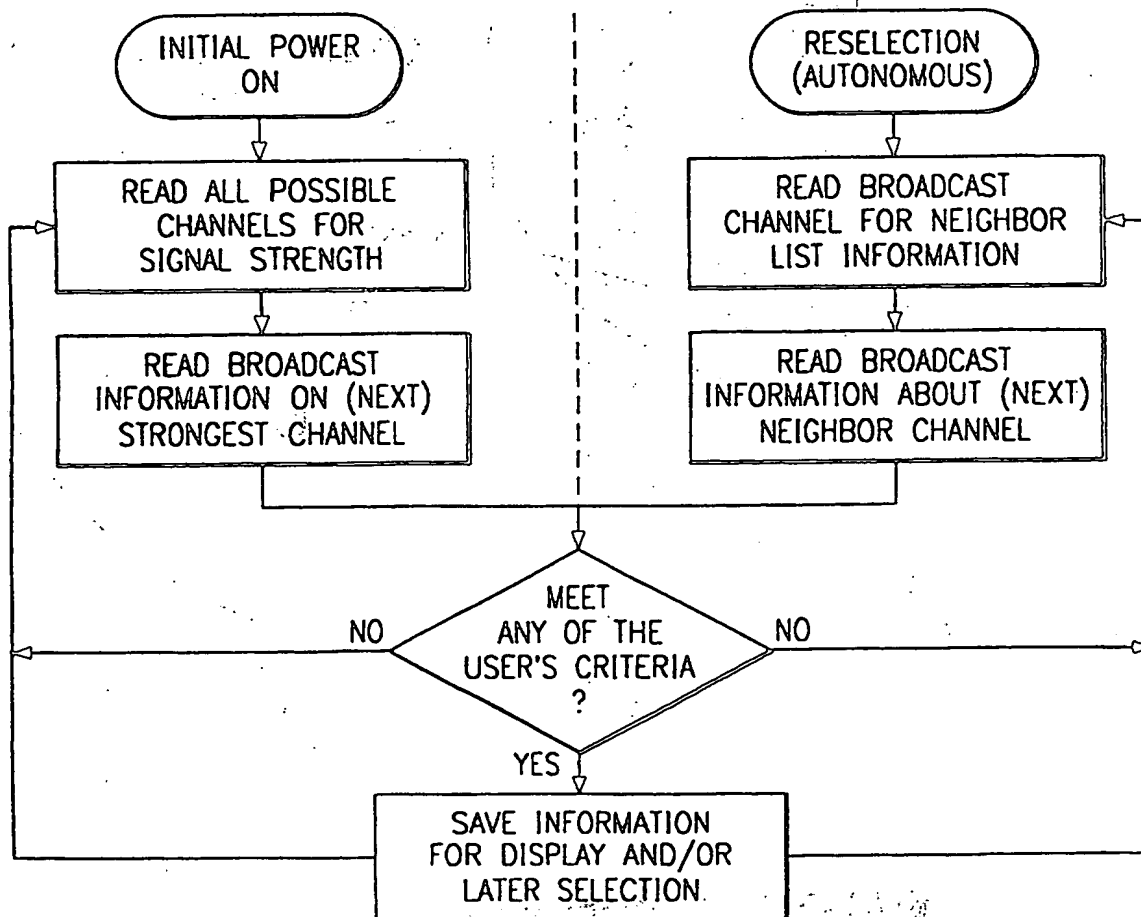 INITIAL POWER
ON
READ ALL POSSIBLE
CHANNELS FOR
SIGNAL STRENGTH
READ BROADCAST
INFORMATION ON (NEXT)
STRONGEST CHANNEL
RESELECTION
(AUTONOMOUS)
READ BROADCAST
CHANNEL FOR NEIGHBOR
LIST INFORMATION
READ BROADCAST
INFORMATION ABOUT (NEXT)
NEIGHBOR CHANNEL
MEET
ANY OF THE
USER'S CRITERIA
?
NO
NO
YES
SAVE INFORMATION
FOR DISPLAY AND/OR
LATER SELECTION